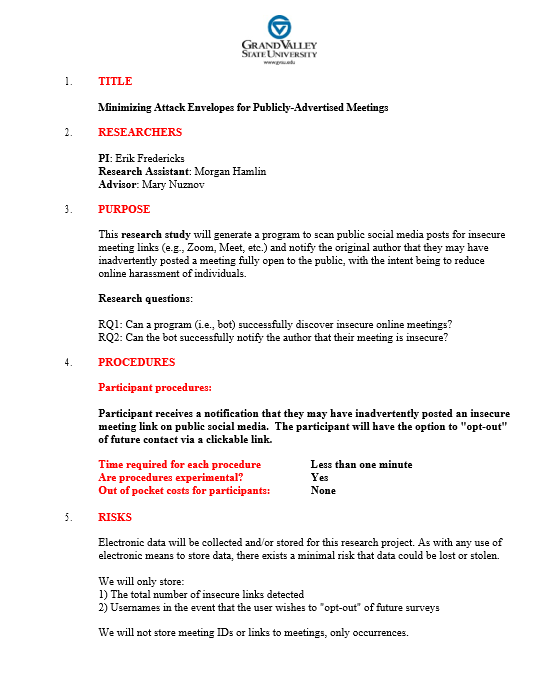 GRANDVALLEY
STATE UNIVERSITY
www.gvsu.edu
1. TITLE
Minimizing Attack Envelopes for Publicly-Advertised Meetings
2. RESEARCHERS
PI: Erik Fredericks
Research Assistant: Morgan Hamlin
Advisor: Mary Nuznov
3. PURPOSE
This research study will generate a program to scan public social media posts for insecure
meeting links (e.g., Zoom, Meet, etc.) and notify the original author that they may have
inadvertently posted a meeting fully open to the public, with the intent being to reduce
online harassment of individuals.
Research questions:
RQ1: Can a program (i.e., bot) successfully discover insecure online meetings?
RQ2: Can the bot successfully notify the author that their meeting is insecure?
4. PROCEDURES
Participant procedures:
Participant receives a notification that they may have inadvertently posted an insecure
meeting link on public social media. The participant will have the option to "opt-out"
of future contact via a clickable link.
Time required for each procedure Less than one minute
Are procedures experimental? Yes
Out of pocket costs for participants: None
5. RISKS
Electronic data will be collected and/or stored for this research project. As with any use of
electronic means to store data, there exists a minimal risk that data could be lost or stolen.
We will only store:
1) The total number of insecure links detected
2) Usernames in the event that the user wishes to "opt-out" of future surveys
We will not store meeting IDs or links to meetings, only occurrences.